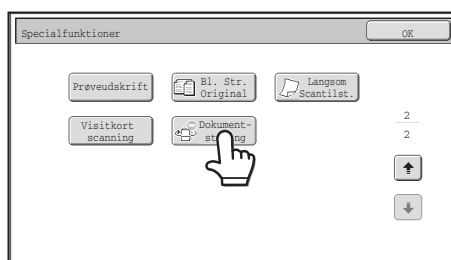 Specialfunktioner
OK
Prøveudskrift
Bl. Str.
Original
Langsom
Scantilst.
Visitkort
scanning
Dokument-
2
2